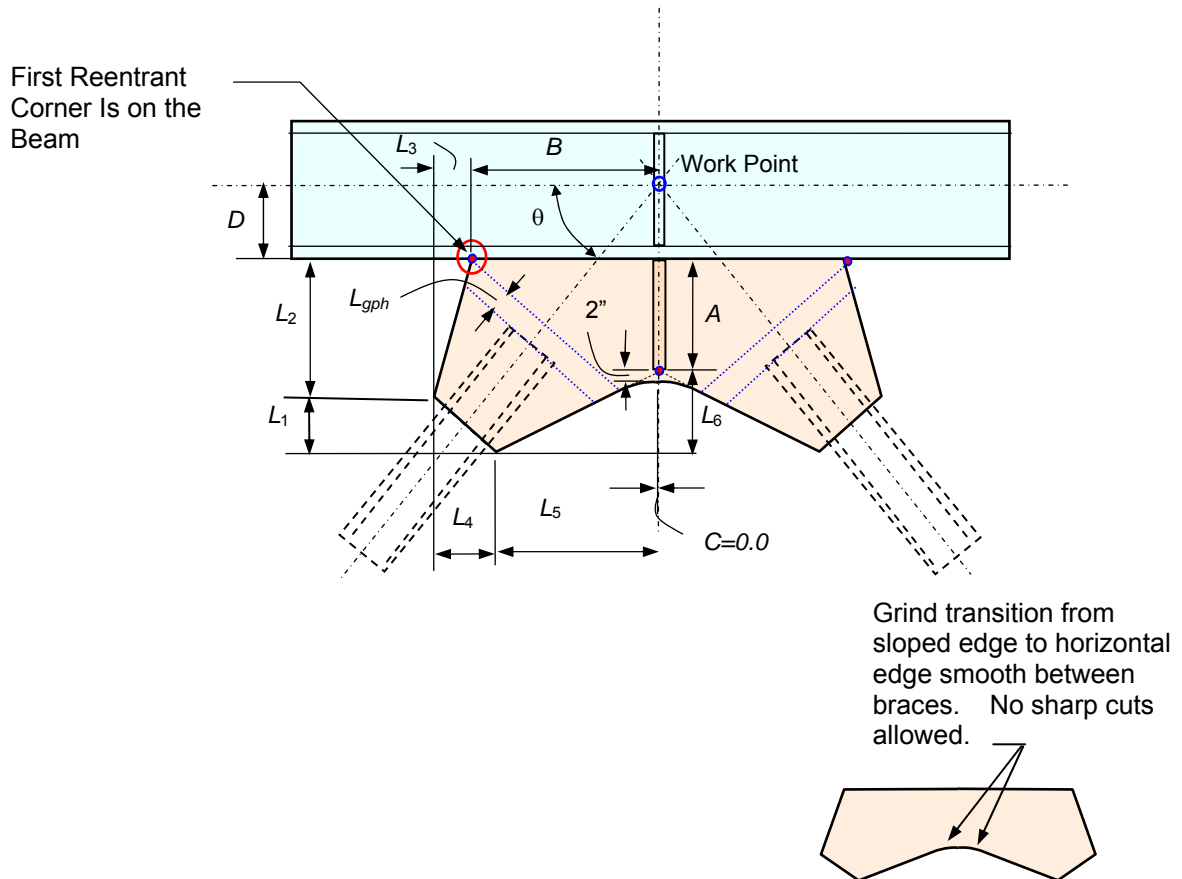 First Reentrant
Corner Is on the
Beam
L3
B
Work Point
D
θ
Lgph
2”
A
L2
L1
L6
L4
L5
C=0.0
Grind transition from
sloped edge to horizontal
edge smooth between
braces. No sharp cuts
allowed.